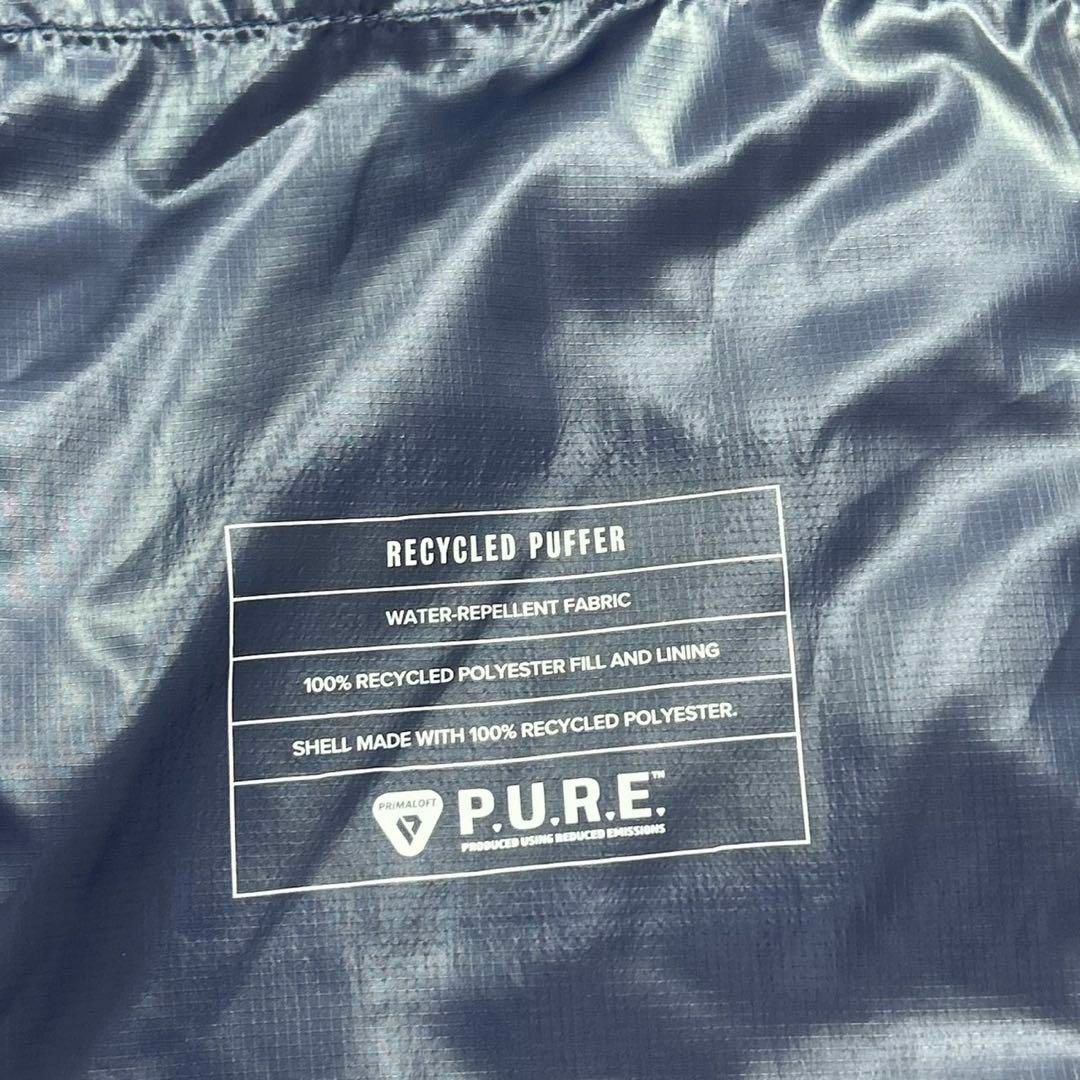 RECYCLED PUFFER
WATER-REPELLENT FABRIC
100% RECYCLED POLYESTER FILL AND LINING
SHELL MADE WITH 100% RECYCLED POLYESTER.
PRIMALOFT
P.U.R.E.™
PRODUCED USING REDUCED EMISSIONS